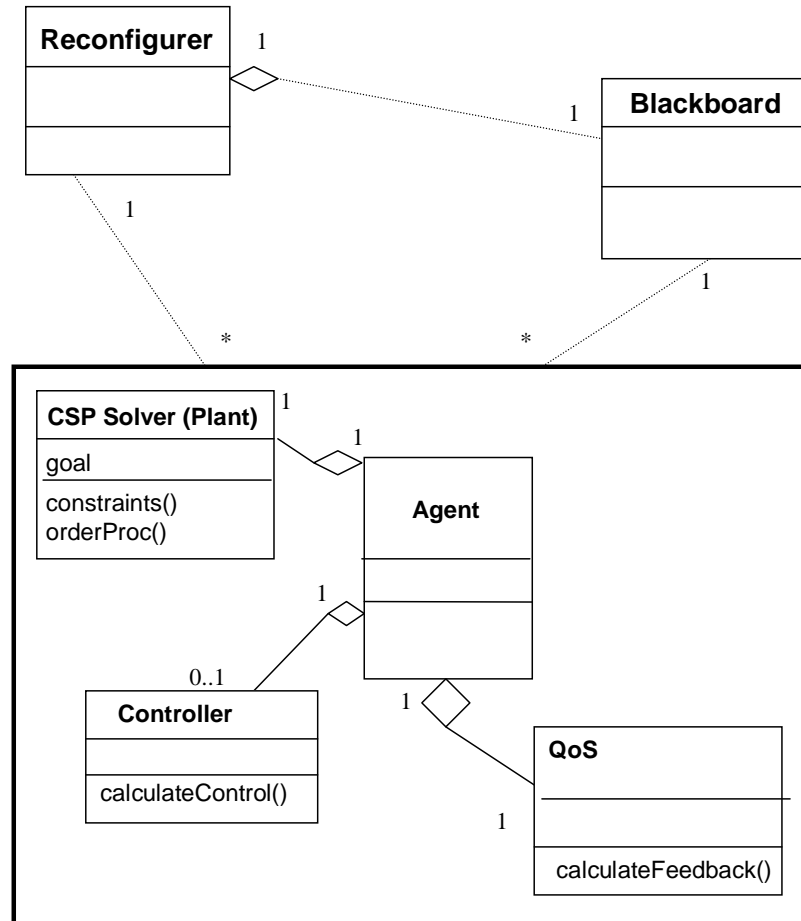 Reconfigurer
1
1
Blackboard
1
1
*
*
CSP Solver (Plant)
goal
constraints()
orderProc()
1
1
Agent
1
0..1
Controller
calculateControl()
1
1
QoS
calculateFeedback()